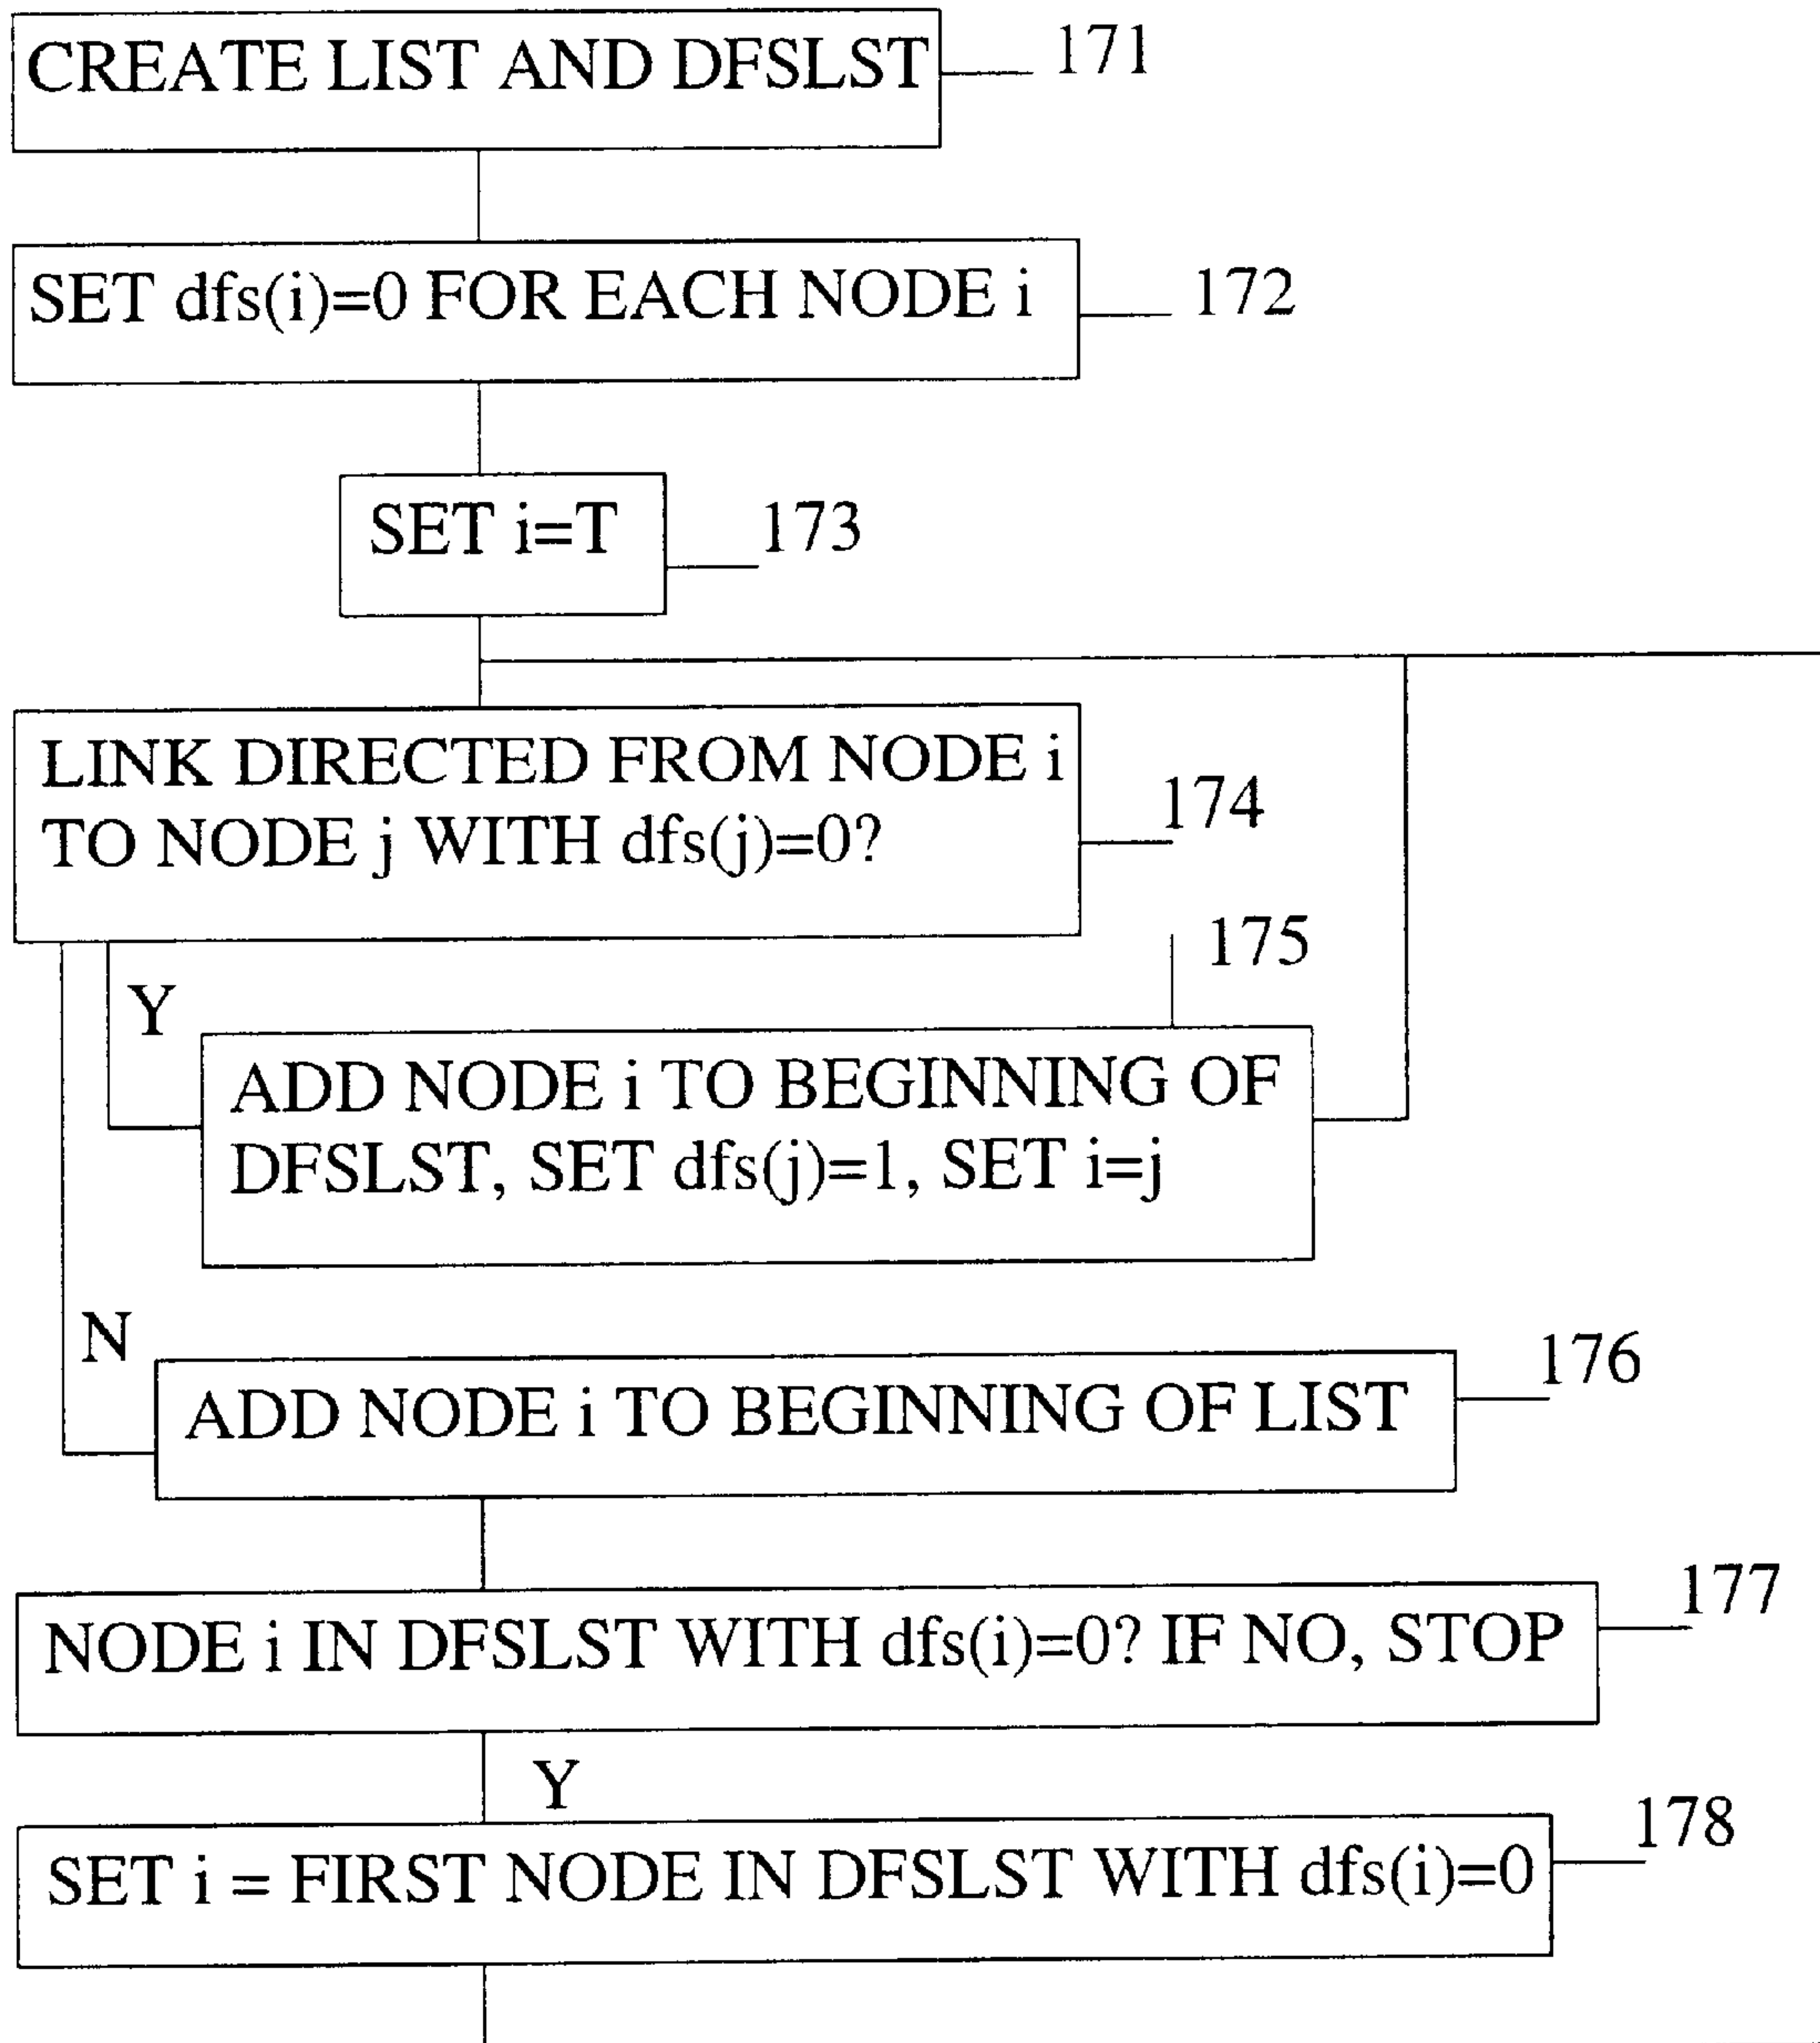 CREATE LIST AND DFSLST
171
SET dfs(i)=0 FOR EACH NODE i
172
SET i=T
173
LINK DIRECTED FROM NODE i
TO NODE j WITH dfs(j)=0?
174
175
Y
ADD NODE i TO BEGINNING OF
DFSLST, SET dfs(j)=1, SET i=j
N
176
ADD NODE i TO BEGINNING OF LIST
177
NODE i IN DFSLST WITH dfs(i)=0? IF NO, STOP
Y
178
SET i = FIRST NODE IN DFSLST WITH dfs(i)=0